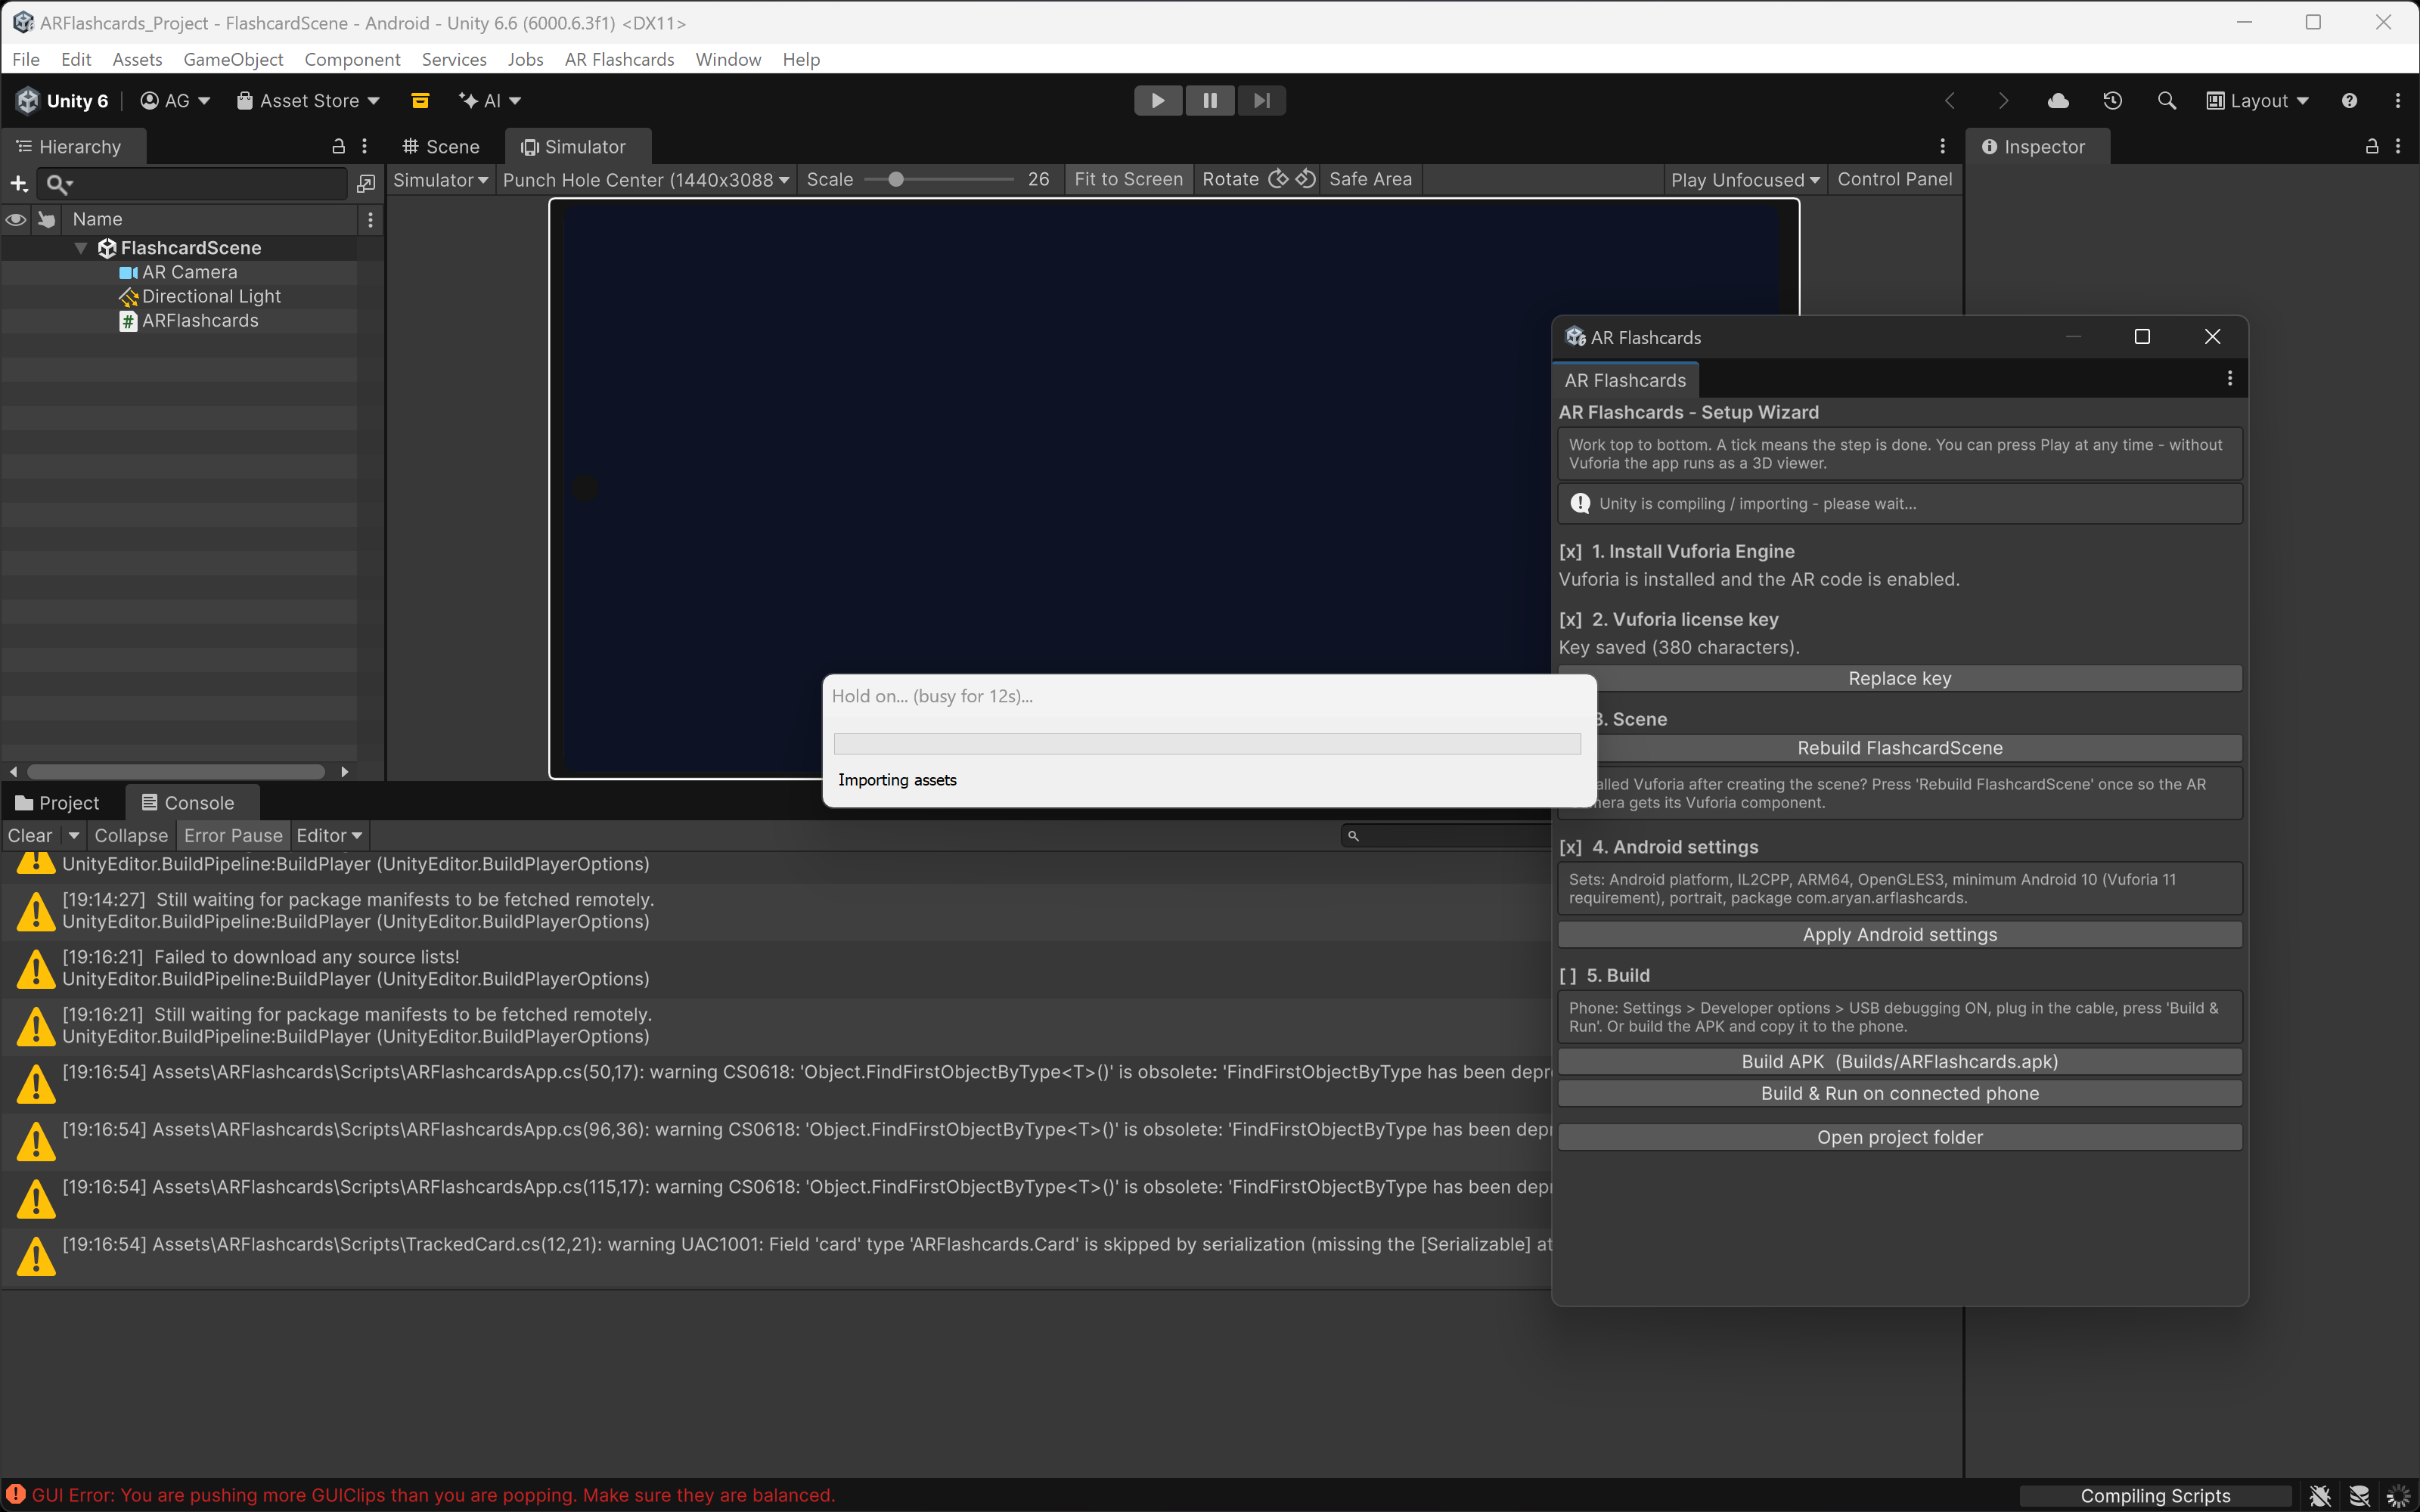 ARFlashcards_Project - FlashcardScene - Android - Unity 6.6 (6000.6.3f1) <DX11>
File Edit Assets GameObject Component Services Jobs AR Flashcards Window Help
Unity 6 AG Asset Store AI Layout
Hierarchy
Scene Simulator
Inspector
Simulator Punch Hole Center (1440x3088 Scale 26 Fit to Screen Rotate Safe Area Play Unfocused Control Panel
Name
FlashcardScene
AR Camera
Directional Light
ARFlashcards
AR Flashcards
AR Flashcards
AR Flashcards - Setup Wizard
Work top to bottom. A tick means the step is done. You can press Play at any time - without
Vuforia the app runs as a 3D viewer.
Unity is compiling / importing - please wait...
[x] 1. Install Vuforia Engine
Vuforia is installed and the AR code is enabled.
[x] 2. Vuforia license key
Key saved (380 characters).
Replace key
3. Scene
Rebuild FlashcardScene
alled Vuforia after creating the scene? Press 'Rebuild FlashcardScene' once so the AR
era gets its Vuforia component.
[x] 4. Android settings
Sets: Android platform, IL2CPP, ARM64, OpenGLES3, minimum Android 10 (Vuforia 11
requirement), portrait, package com.aryan.arflashcards.
Apply Android settings
[ ] 5. Build
Phone: Settings > Developer options > USB debugging ON, plug in the cable, press 'Build &
Run'. Or build the APK and copy it to the phone.
Build APK (Builds/ARFlashcards.apk)
Build & Run on connected phone
Open project folder
Hold on... (busy for 12s)...
Importing assets
Project Console
Clear Collapse Error Pause Editor
UnityEditor.BuildPipeline:BuildPlayer (UnityEditor.BuildPlayerOptions)
[19:14:27] Still waiting for package manifests to be fetched remotely.
UnityEditor.BuildPipeline:BuildPlayer (UnityEditor.BuildPlayerOptions)
[19:16:21] Failed to download any source lists!
UnityEditor.BuildPipeline:BuildPlayer (UnityEditor.BuildPlayerOptions)
[19:16:21] Still waiting for package manifests to be fetched remotely.
UnityEditor.BuildPipeline:BuildPlayer (UnityEditor.BuildPlayerOptions)
[19:16:54] Assets\ARFlashcards\Scripts\ARFlashcardsApp.cs(50,17): warning CS0618: 'Object.FindFirstObjectByType<T>()' is obsolete: 'FindFirstObjectByType has been depr
[19:16:54] Assets\ARFlashcards\Scripts\ARFlashcardsApp.cs(96,36): warning CS0618: 'Object.FindFirstObjectByType<T>()' is obsolete: 'FindFirstObjectByType has been depr
[19:16:54] Assets\ARFlashcards\Scripts\ARFlashcardsApp.cs(115,17): warning CS0618: 'Object.FindFirstObjectByType<T>()' is obsolete: 'FindFirstObjectByType has been depr
[19:16:54] Assets\ARFlashcards\Scripts\TrackedCard.cs(12,21): warning UAC1001: Field 'card' type 'ARFlashcards.Card' is skipped by serialization (missing the [Serializable] at
GUI Error: You are pushing more GUIClips than you are popping. Make sure they are balanced.
Compiling Scripts